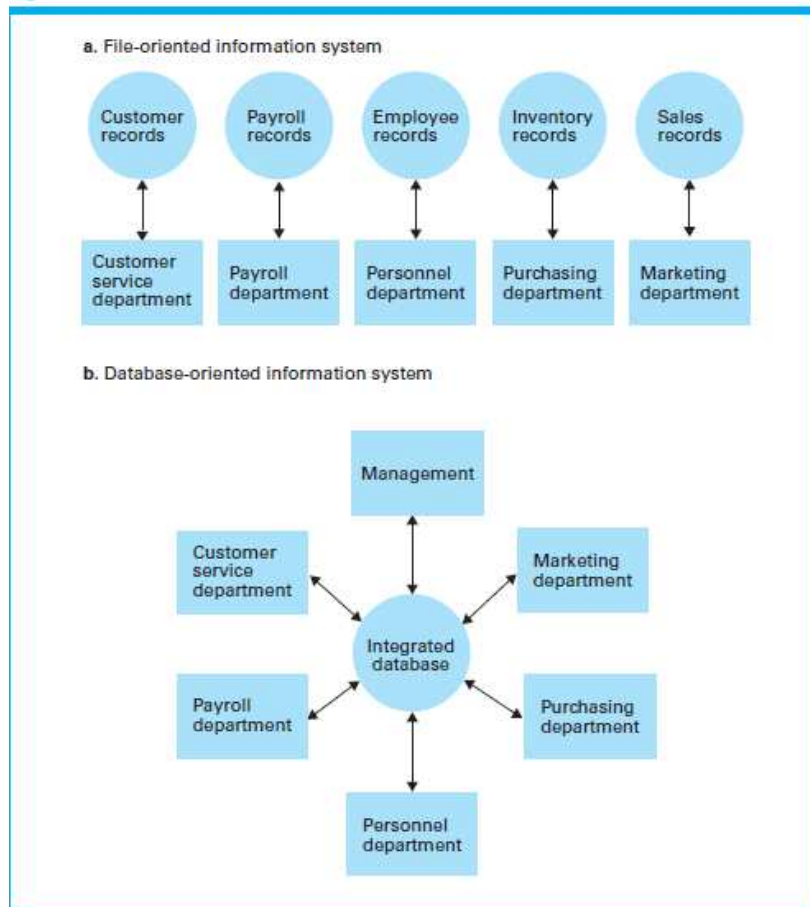 a. File-oriented information system
Customer
records
Payroll
records
Employee
records
Inventory
records
Sales
records
Customer
service
department
Payroll
department
Personnel
department
Purchasing
department
Marketing
department
b. Database-oriented information system
Management
Customer
service
department
Marketing
department
Integrated
database
Payroll
department
Purchasing
department
Personnel
department